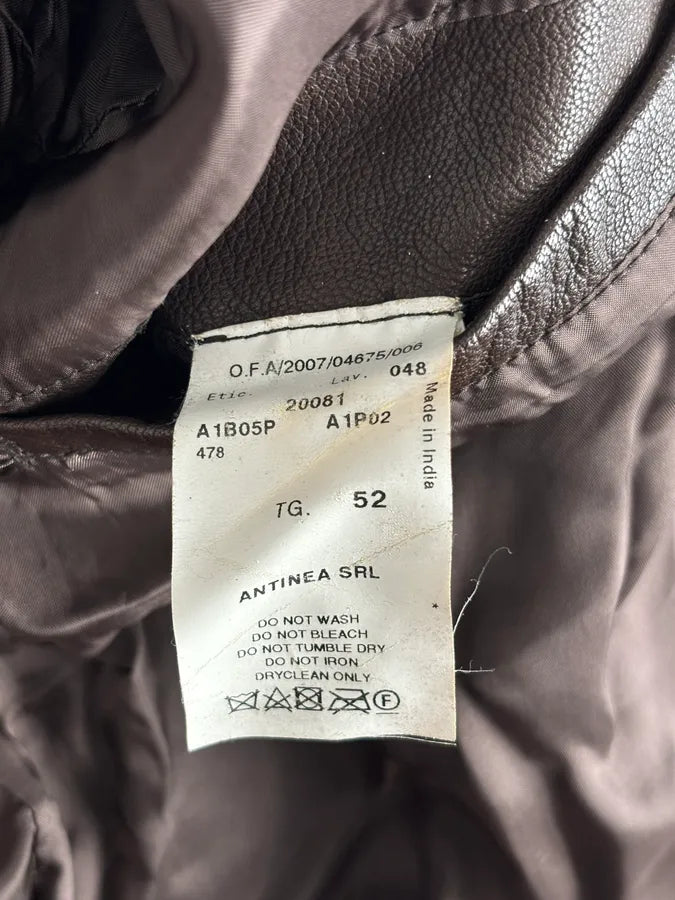 O.F.A/2007/04675/006
Etic. Lav. 048
20081
A1B05P A1P02
478
Made in India
TG. 52
ANTINEA SRL
*
DO NOT WASH
DO NOT BLEACH
DO NOT TUMBLE DRY
DO NOT IRON
DRYCLEAN ONLY
F